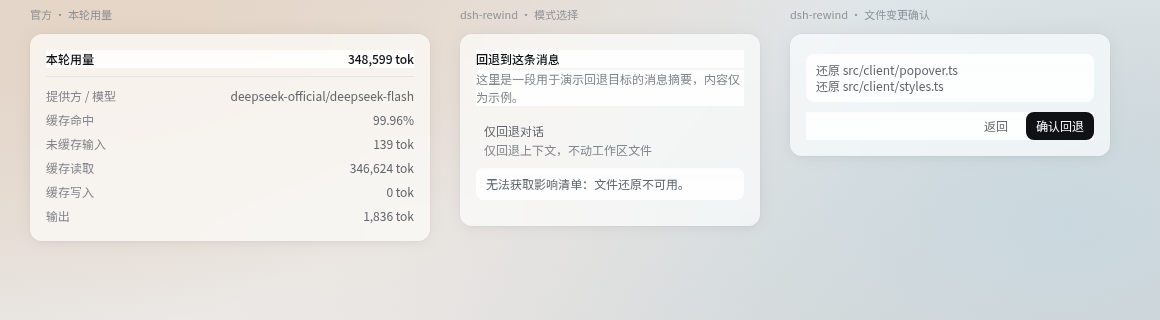 官方 · 本轮用量
本轮用量 348,599 tok
提供方 / 模型 deepseek-official/deepseek-flash
缓存命中 99.96%
未缓存输入 139 tok
缓存读取 346,624 tok
缓存写入 0 tok
输出 1,836 tok
dsh-rewind · 模式选择
回退到这条消息
这里是一段用于演示回退目标的消息摘要，内容仅
为示例。
仅回退对话
仅回退上下文，不动工作区文件
无法获取影响清单：文件还原不可用。
dsh-rewind · 文件变更确认
还原 src/client/popover.ts
还原 src/client/styles.ts
返回 确认回退